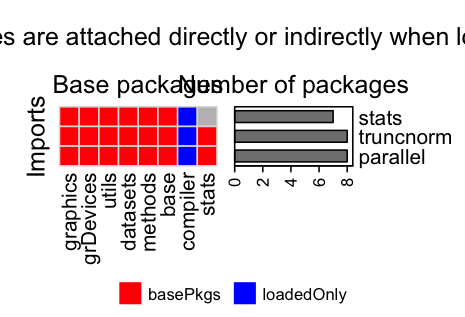 es are attached directly or indirectly when lo
Base packages
Number of packages
Imports
stats
truncnorm
parallel
graphics
grDevices
utils
datasets
methods
base
compiler
stats
0 2 4 6 8
basePkgs loadedOnly